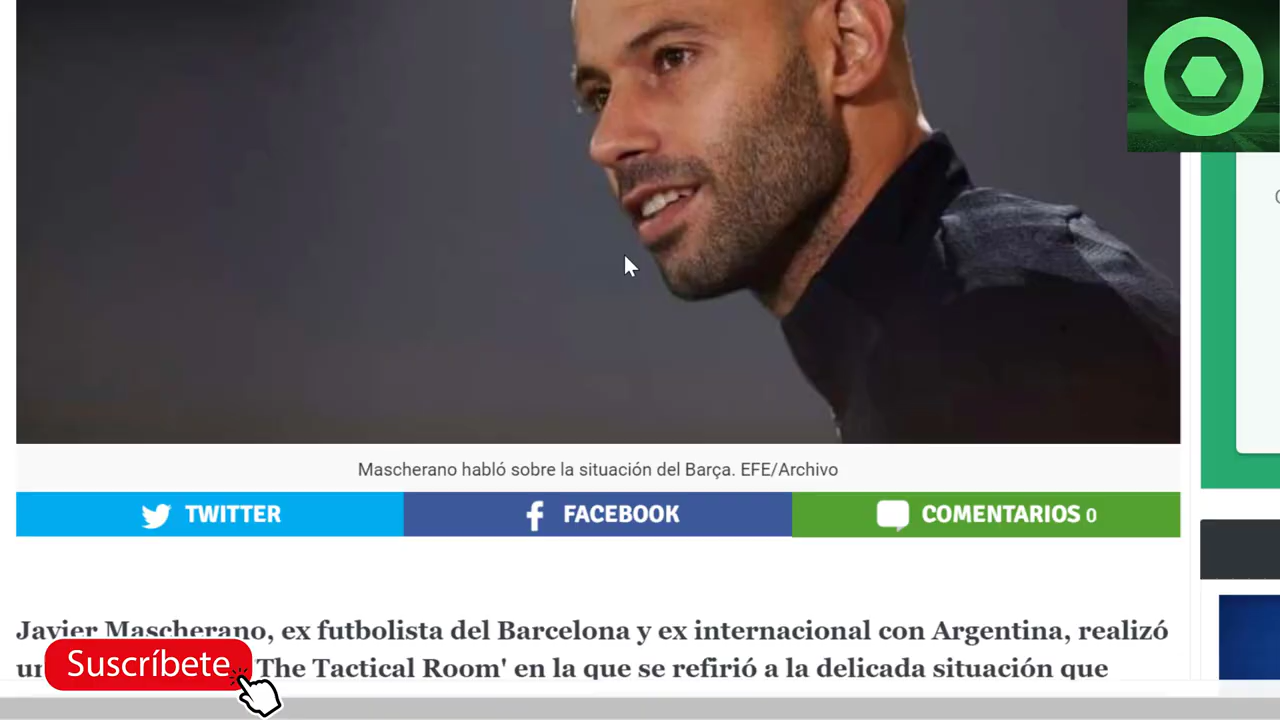 Mascherano habló sobre la situación del Barça. EFE/Archivo
TWITTER
FACEBOOK
COMENTARIOS 0
Javier Mascherano, ex futbolista del Barcelona y ex internacional con Argentina, realizó
The Tactical Room' en la que se refirió a la delicada situación que
Suscríbete